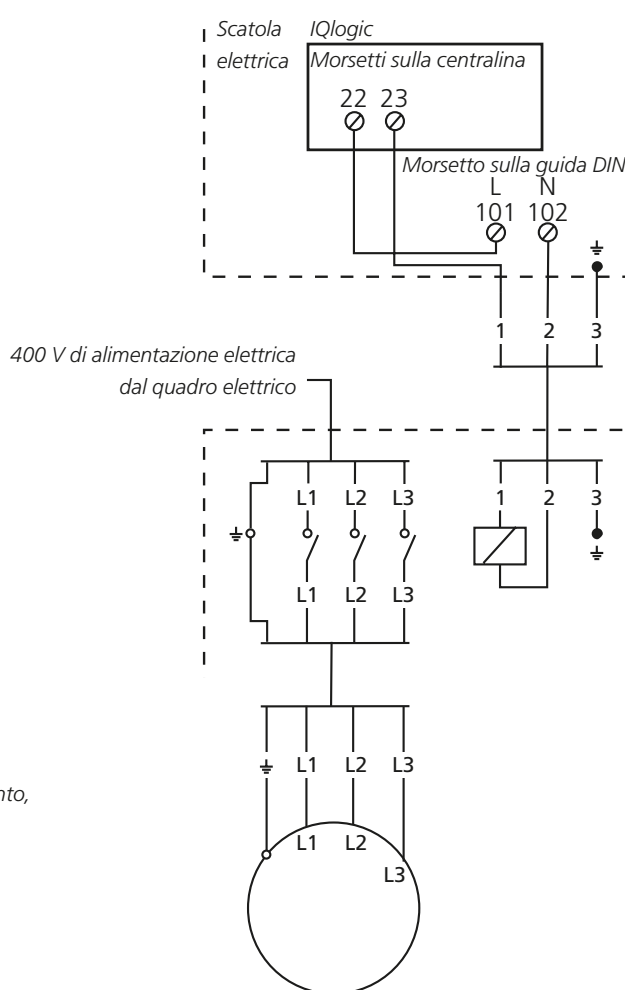 Scatola
elettrica
IQlogic
Morsetti sulla centralina
22 23
Morsetto sulla guida DIN
L N
101 102
1 2 3
400 V di alimentazione elettrica
dal quadro elettrico
L1 L2 L3
1 2 3
L1 L2 L3
L1 L2 L3
nto,
L1 L2
L3